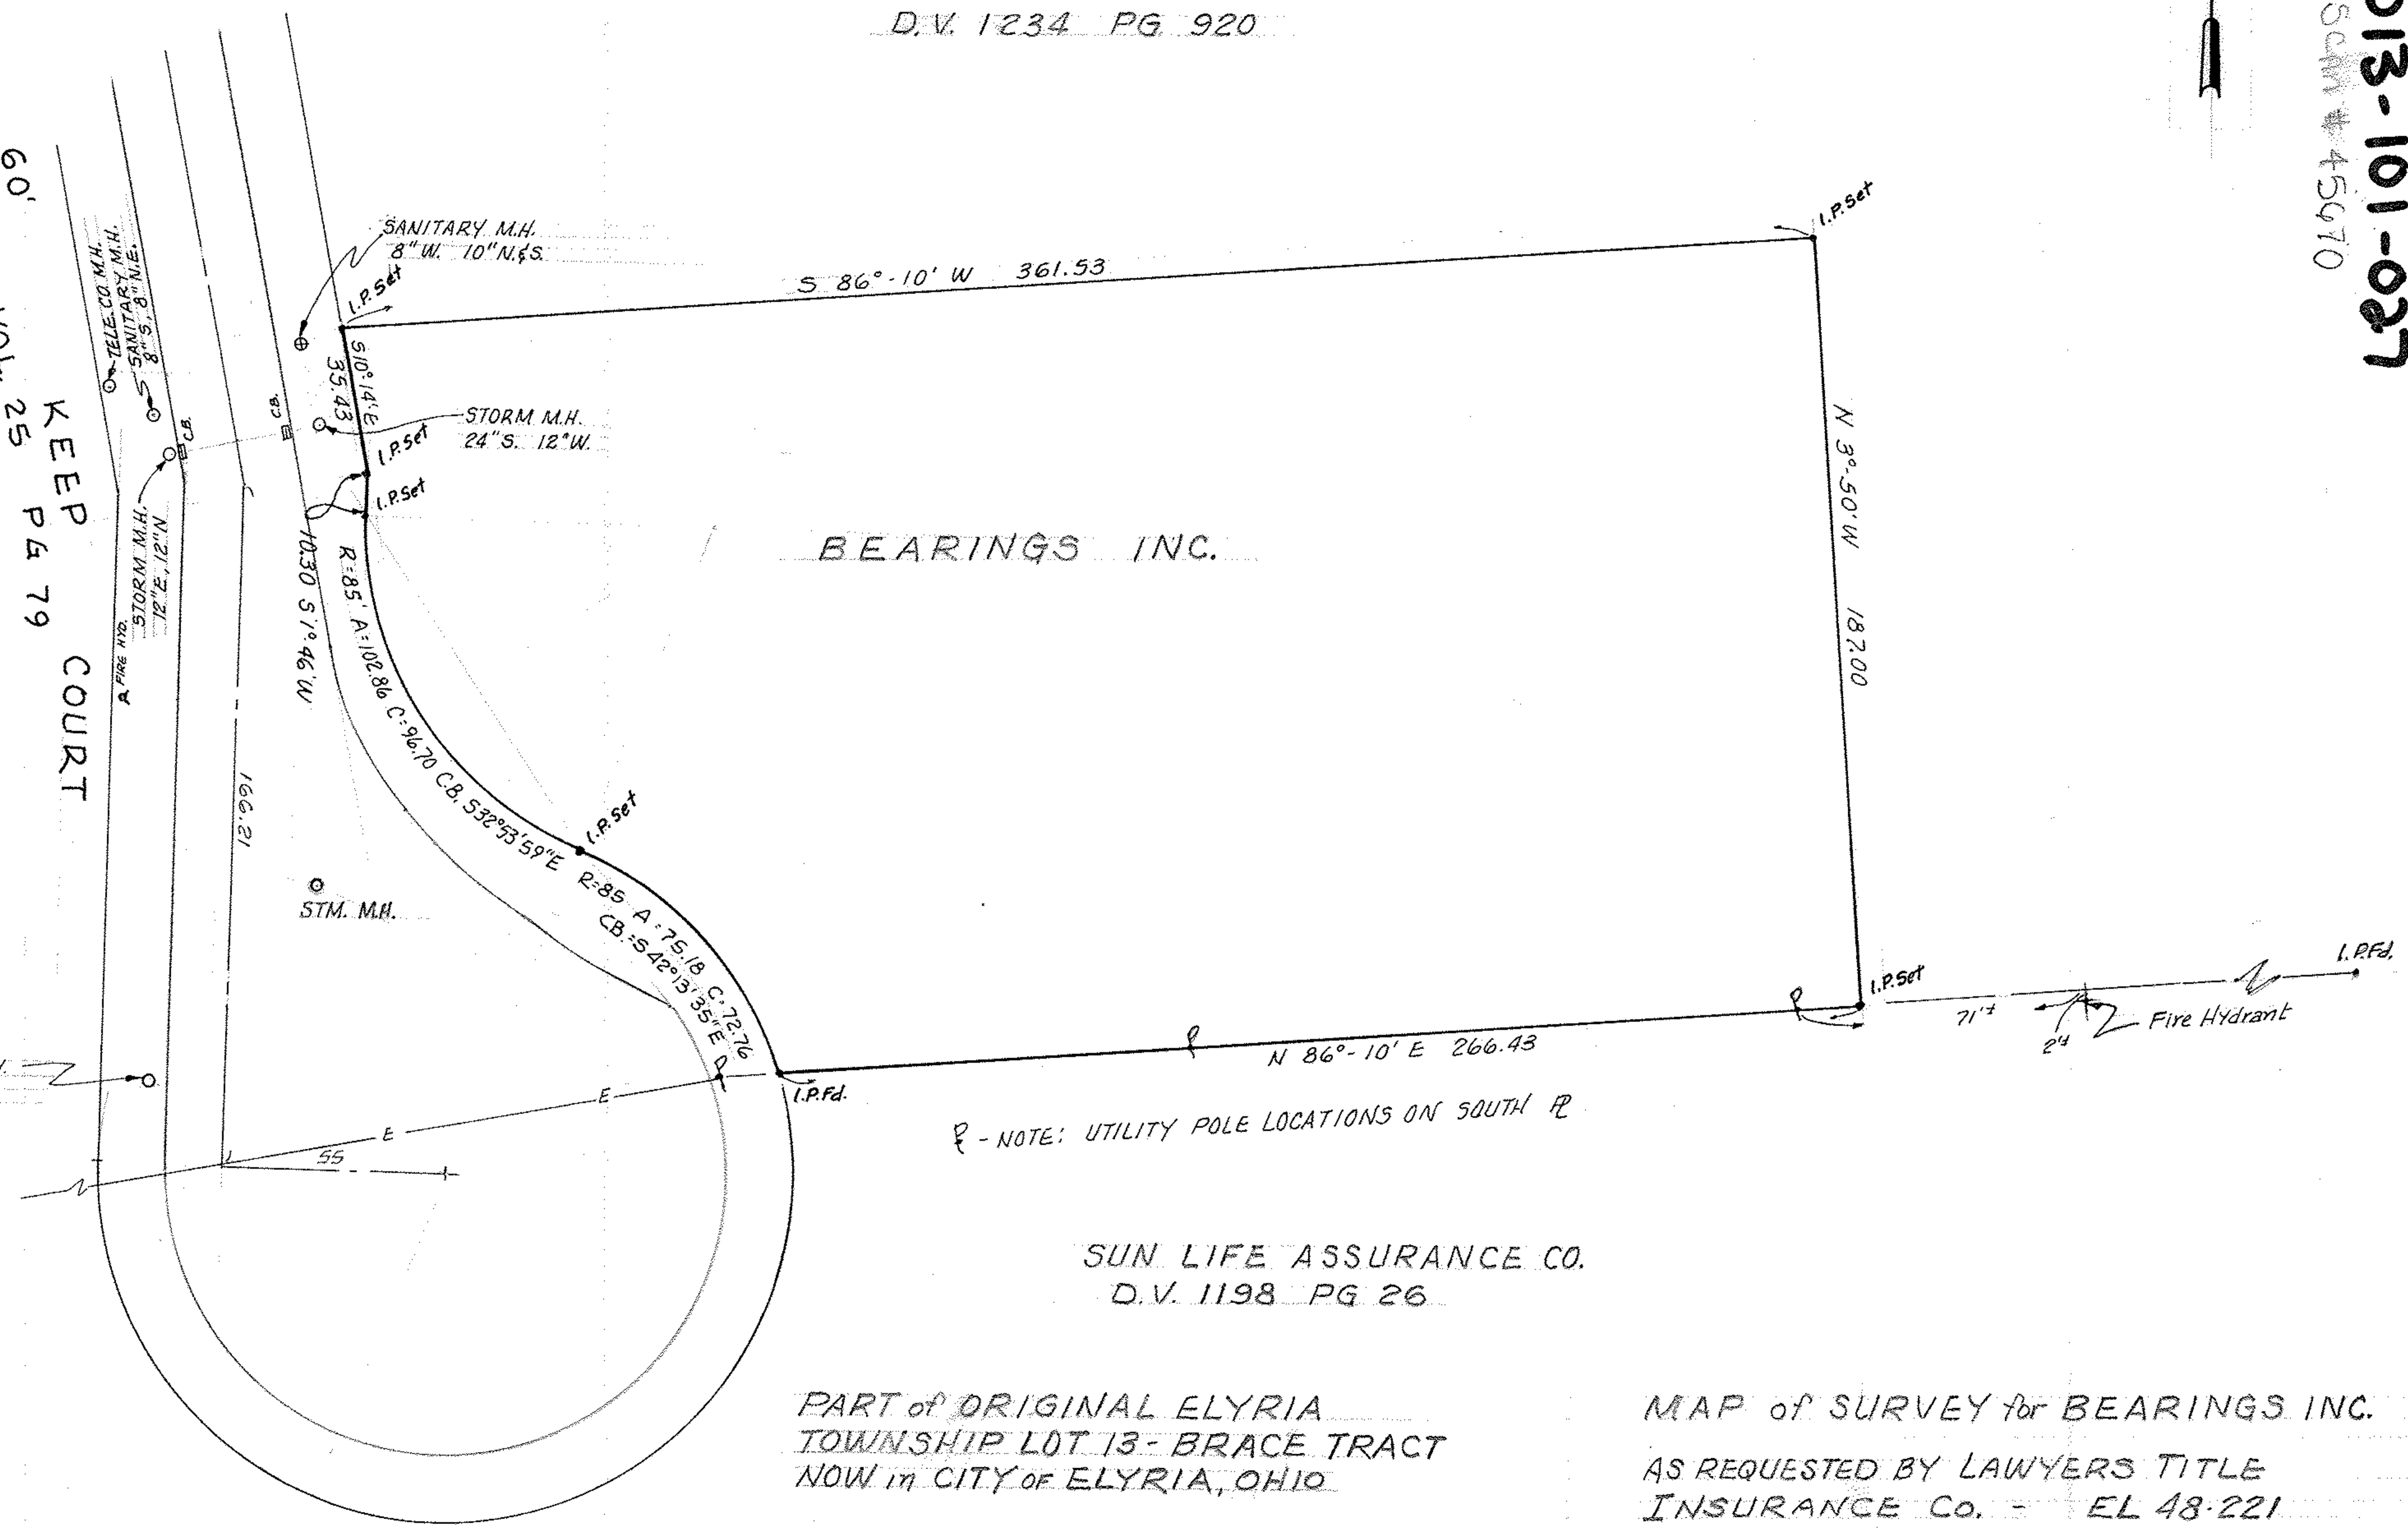 D.V. 1234 PG 920
013-101-027
SCAN # 45670
60'
KEEP COURT
25 PG 79
TELE.CO. M.H.
SANITARY M.H.
8" S, 8" N.E.
SANITARY M.H.
8" W. 10" N.&S.
I.P. Set
S 86°-10' W 361.53
I.P. Set
S10°14'E
35.43
C.B.
C.B.
STORM M.H.
24" S. 12" W.
I.P. Set
I.P. Set
N 3°-50' W 187.00
STORM M.H.
12" E, 12" N
FIRE HYD.
10.30 S 1°-46' W
BEARINGS INC.
R=85' A=102.86 C=96.70 C.B. S32°53'59"E
166.21
I.P. Set
STM. M.H.
R=85 A=75.18 C=72.76
C.B.=S42°13'35"E
I.P. Set
I.P. Fd.
71'±
2'±
Fire Hydrant
N 86°-10' E 266.43
I.P. Fd.
E
E
55
- NOTE: UTILITY POLE LOCATIONS ON SOUTH PL
SUN LIFE ASSURANCE CO.
D.V. 1198 PG 26
PART of ORIGINAL ELYRIA
TOWNSHIP LOT 13 - BRACE TRACT
NOW in CITY OF ELYRIA, OHIO
MAP of SURVEY for BEARINGS INC.
AS REQUESTED BY LAWYERS TITLE
INSURANCE Co. - EL 48-221